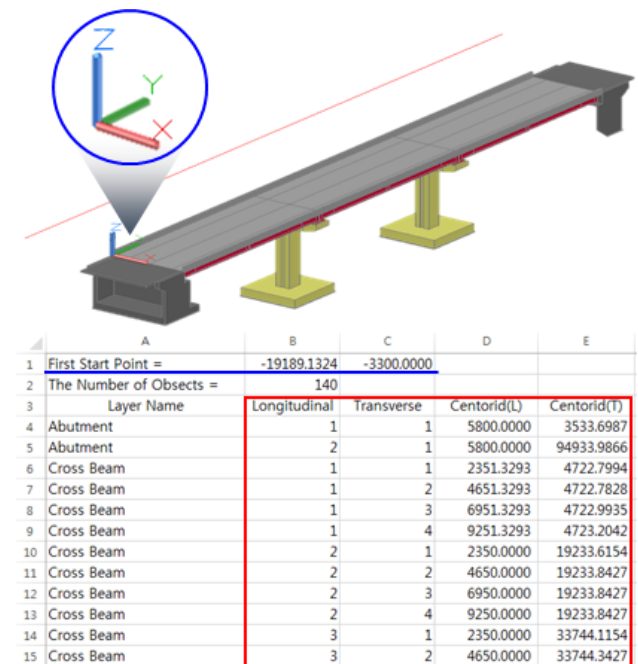 Z
Y
X
Z
X
A B C D E
1 First Start Point = -19189.1324 -3300.0000
2 The Number of Obsects = 140
3 Layer Name Longitudinal Transverse Centorid(L) Centorid(T)
4 Abutment 1 1 5800.0000 3533.6987
5 Abutment 2 1 5800.0000 94933.9866
6 Cross Beam 1 1 2351.3293 4722.7994
7 Cross Beam 1 2 4651.3293 4722.7828
8 Cross Beam 1 3 6951.3293 4722.9935
9 Cross Beam 1 4 9251.3293 4723.2042
10 Cross Beam 2 1 2350.0000 19233.6154
11 Cross Beam 2 2 4650.0000 19233.8427
12 Cross Beam 2 3 6950.0000 19233.8427
13 Cross Beam 2 4 9250.0000 19233.8427
14 Cross Beam 3 1 2350.0000 33744.1154
15 Cross Beam 3 2 4650.0000 33744.3427